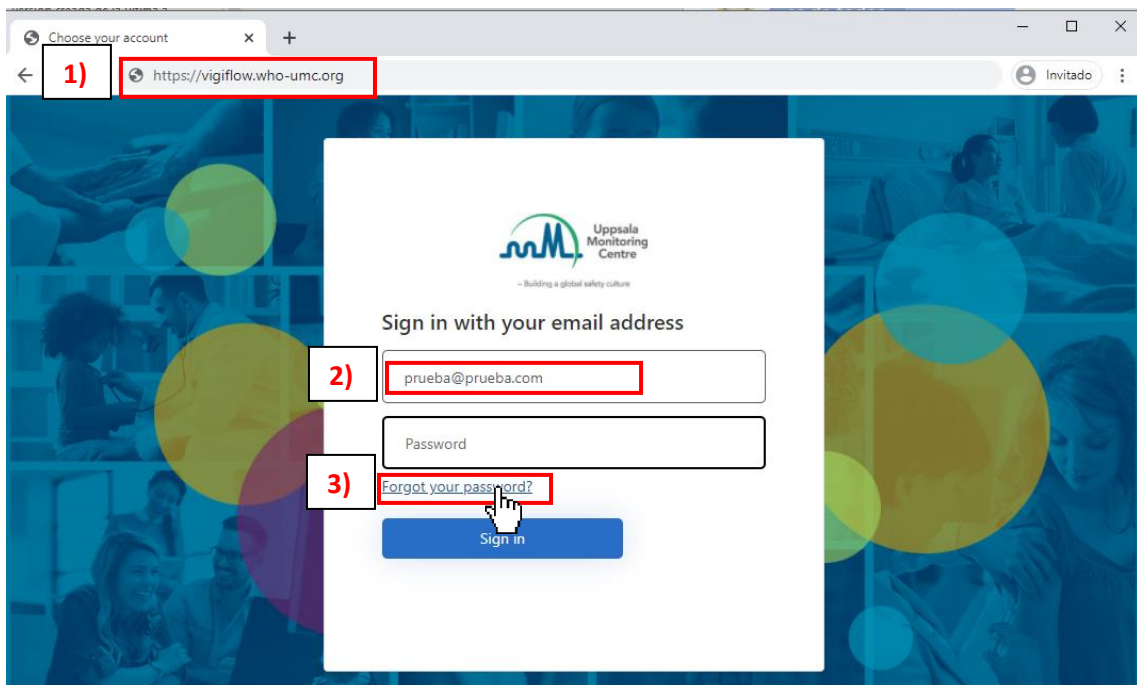 Choose your account
1)
https://vigiflow.who-umc.org
Invitado
Uppsala
Monitoring
Centre
– Building a global safety culture
Sign in with your email address
2)
prueba@prueba.com
Password
3)
Forgot your password?
Sign in